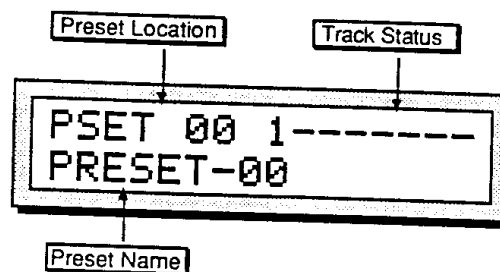 Preset Location
Track Status
PSET 00 1-------
PRESET-00
Preset Name